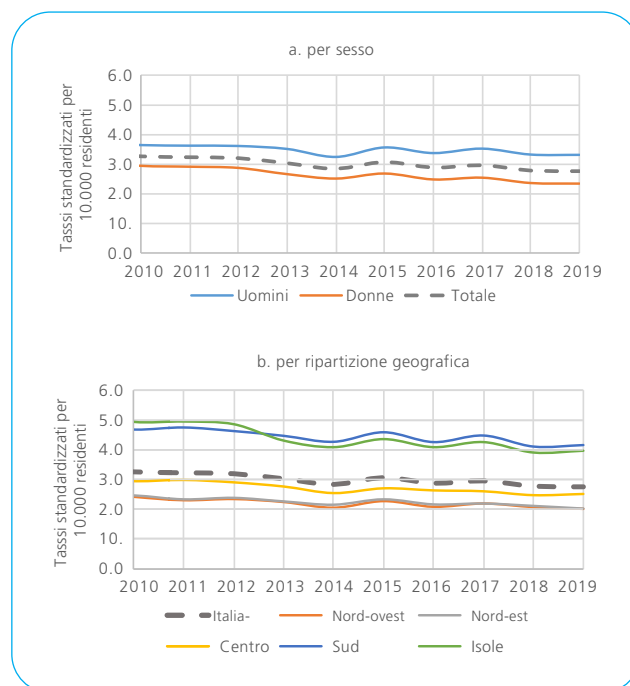 a. per sesso
Tasssi standardizzati per
10.000 residenti
6.0
5.0
4.0
3.0
2.0
10.
0.0
2010 2011 2012 2013 2014 2015 2016 2017 2018 2019
Uomini Donne Totale
b. per ripartizione geografica
Tasssi standardizzati per
10.000 residenti
6.0
5.0
4.0
3.0
2.0
10.
0.0
2010 2011 2012 2013 2014 2015 2016 2017 2018 2019
Italia- Nord-ovest Nord-est
Centro Sud Isole